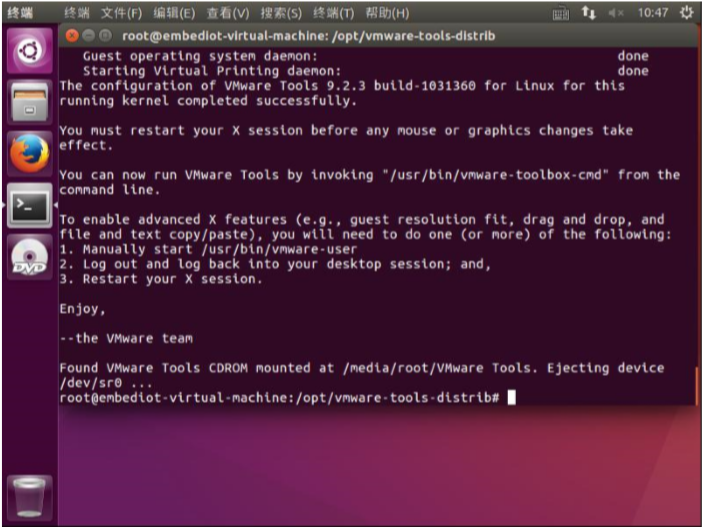 终端 终端 文件(F) 编辑(E) 查看(V) 搜索(S) 终端(T) 帮助(H) 10:47
root@embediot-virtual-machine: /opt/vmware-tools-distrib
Guest operating system daemon: done
Starting Virtual Printing daemon: done
The configuration of VMware Tools 9.2.3 build-1031360 for Linux for this
running kernel completed successfully.
You must restart your X session before any mouse or graphics changes take
effect.
You can now run VMware Tools by invoking "/usr/bin/vmware-toolbox-cmd" from the
command line.
To enable advanced X features (e.g., guest resolution fit, drag and drop, and
file and text copy/paste), you will need to do one (or more) of the following:
1. Manually start /usr/bin/vmware-user
2. Log out and log back into your desktop session; and,
3. Restart your X session.
Enjoy,
--the VMware team
Found VMware Tools CDROM mounted at /media/root/VMware Tools. Ejecting device
/dev/sr0 ...
root@embediot-virtual-machine:/opt/vmware-tools-distrib#
DVD